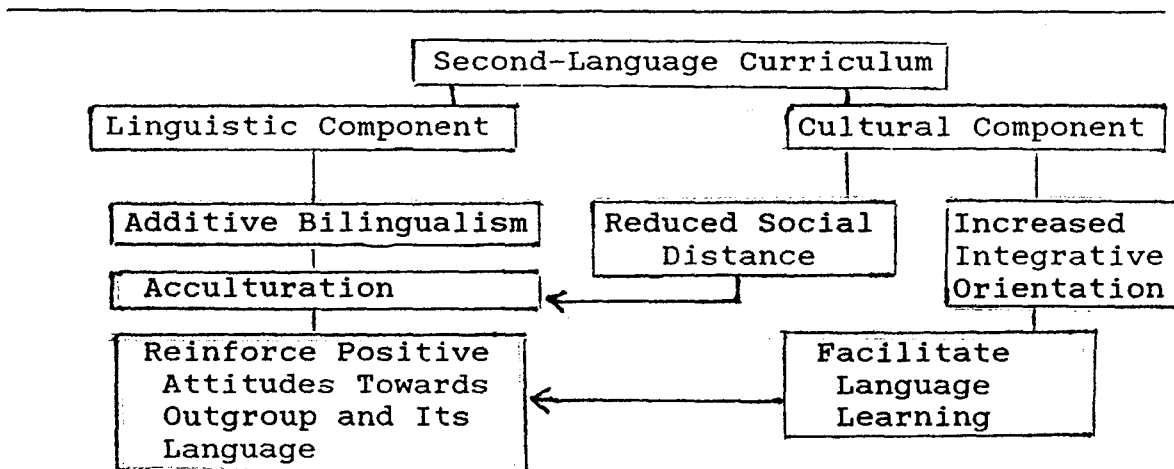 Second-Language Curriculum
Linguistic Component
Cultural Component
Additive Bilingualism
Acculturation
Reduced Social
Distance
Increased
Integrative
Orientation
Reinforce Positive
Attitudes Towards
Outgroup and Its
Language
Facilitate
Language
Learning